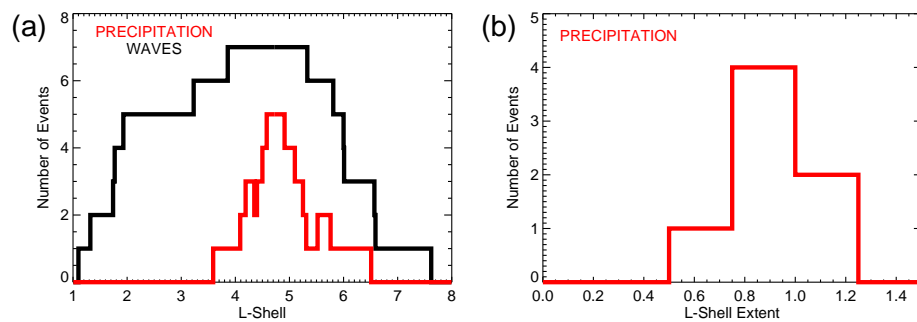 (a)
PRECIPITATION
WAVES
Number of Events
8
6
4
2
0
1 2 3 4 5 6 7 8
L-Shell
(b)
PRECIPITATION
Number of Events
5
4
3
2
1
0
0.0 0.2 0.4 0.6 0.8 1.0 1.2 1.4
L-Shell Extent